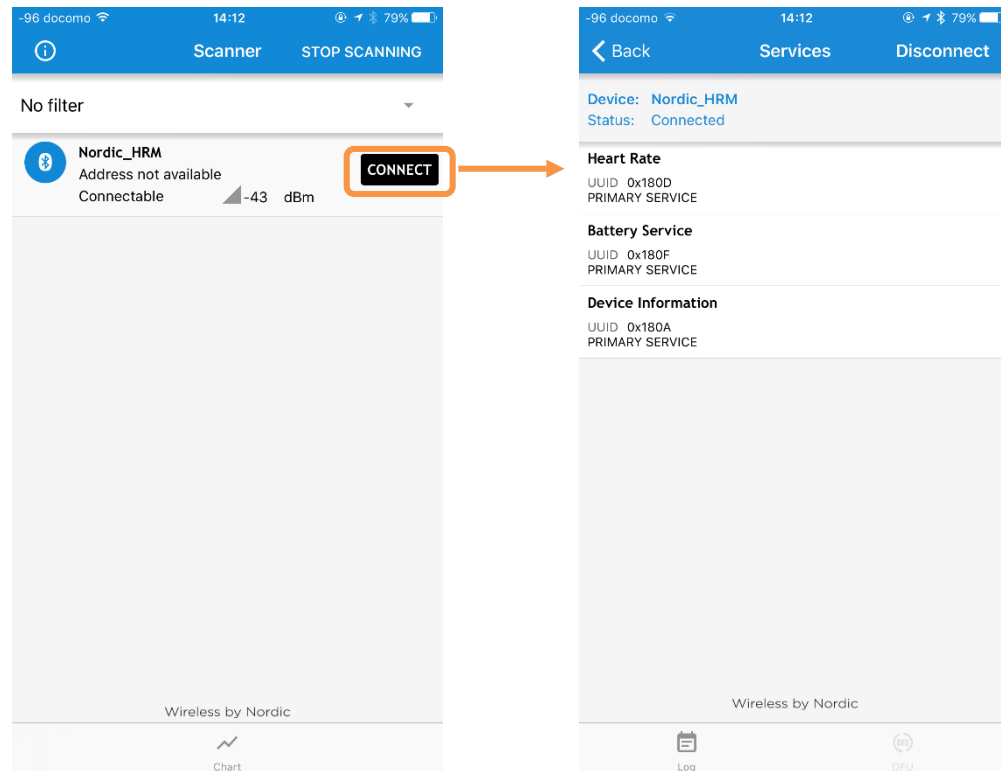 -96 docomo 14:12 79%
Scanner STOP SCANNING
No filter
Nordic_HRM
Address not available
CONNECT
Connectable -43 dBm
Wireless by Nordic
Chart
-96 docomo 14:12 79%
Back Services Disconnect
Device: Nordic_HRM
Status: Connected
Heart Rate
UUID 0x180D
PRIMARY SERVICE
Battery Service
UUID 0x180F
PRIMARY SERVICE
Device Information
UUID 0x180A
PRIMARY SERVICE
Wireless by Nordic
Log DFU